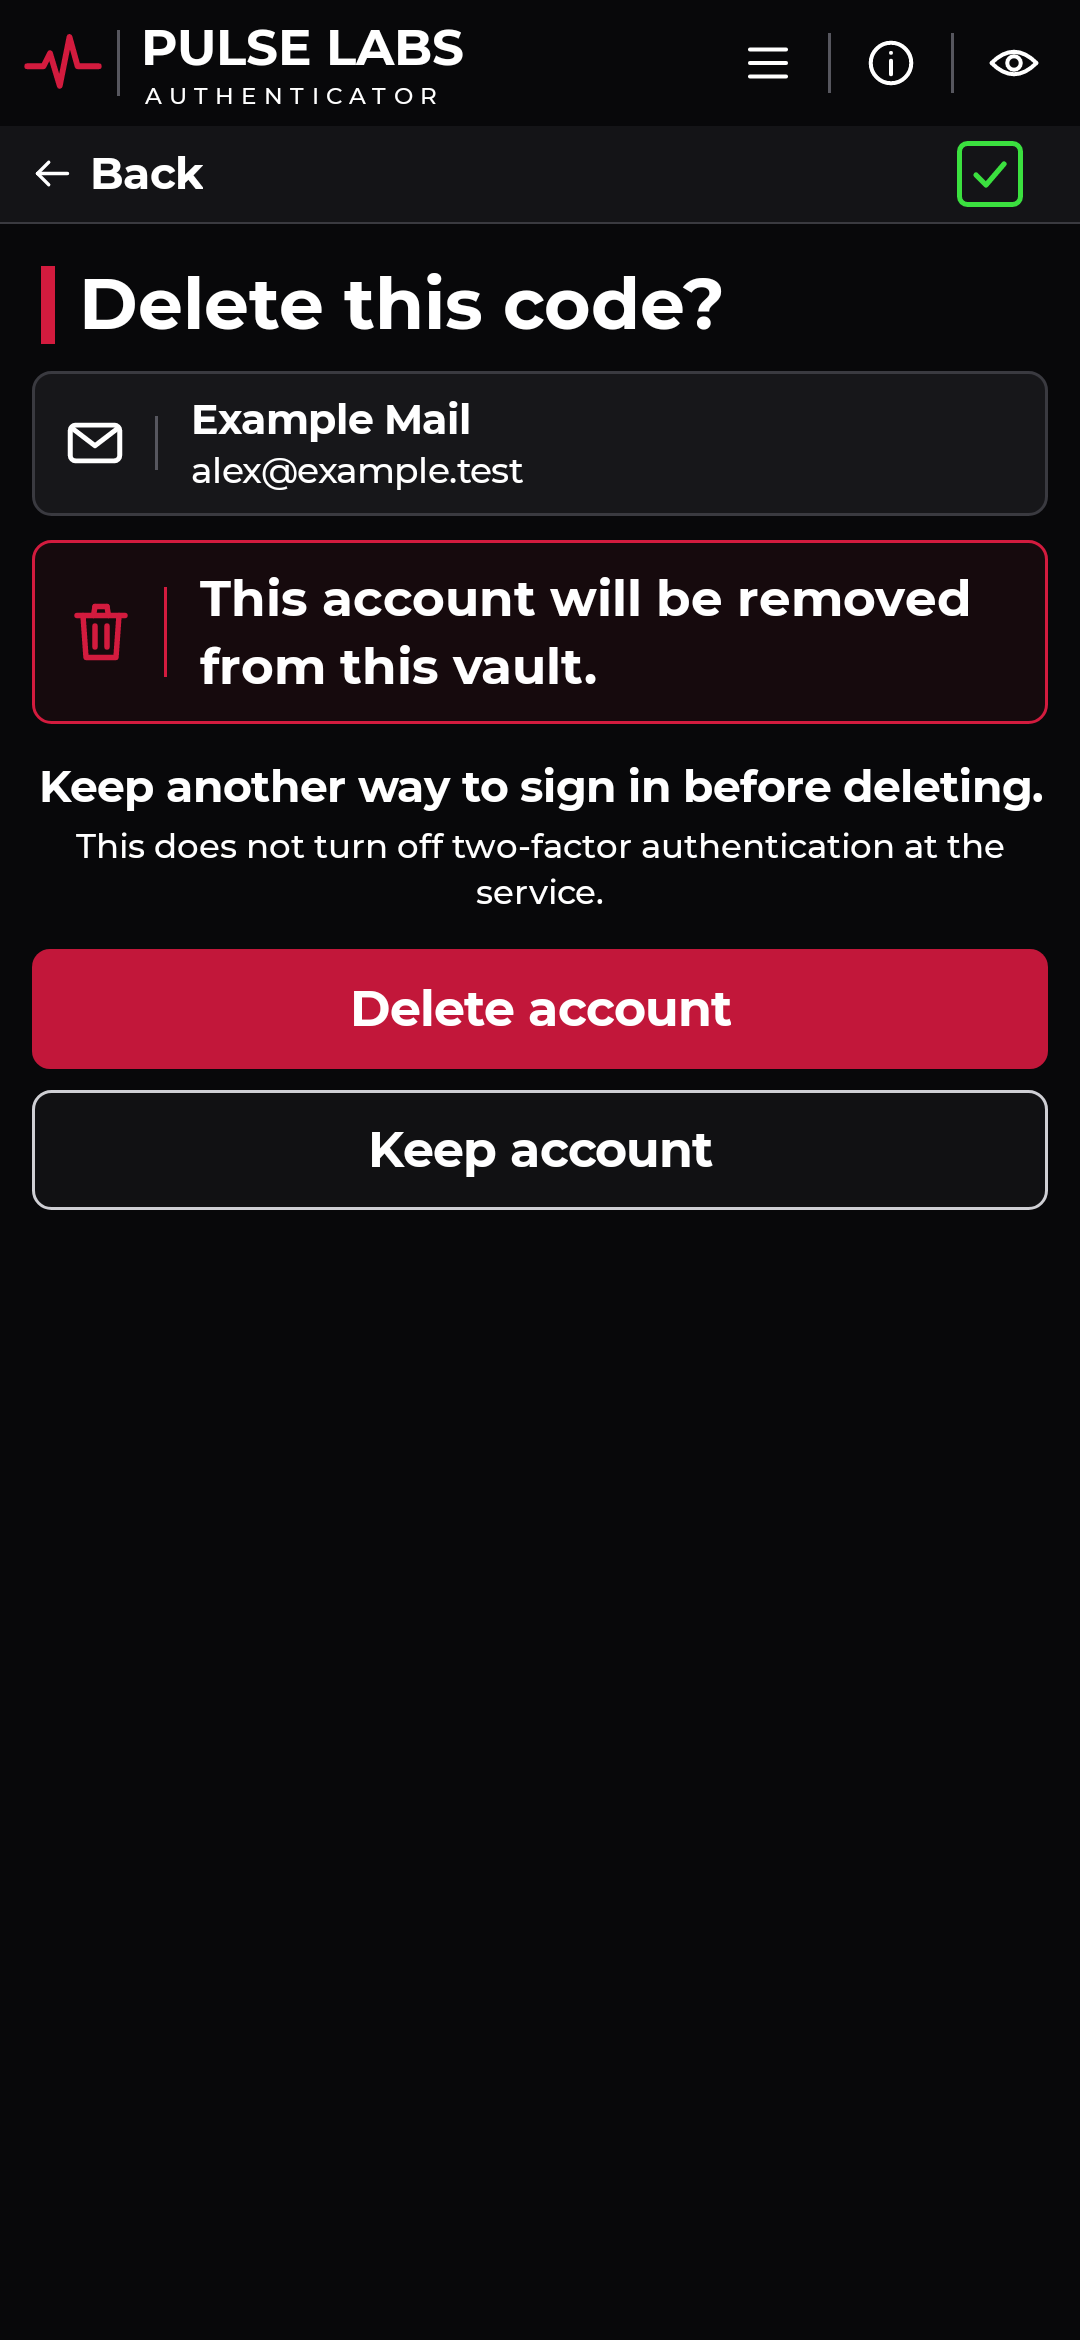 PULSE LABS
AUTHENTICATOR
Back
Delete this code?
Example Mail
alex@example.test
This account will be removed
from this vault.
Keep another way to sign in before deleting.
This does not turn off two-factor authentication at the
service.
Delete account
Keep account